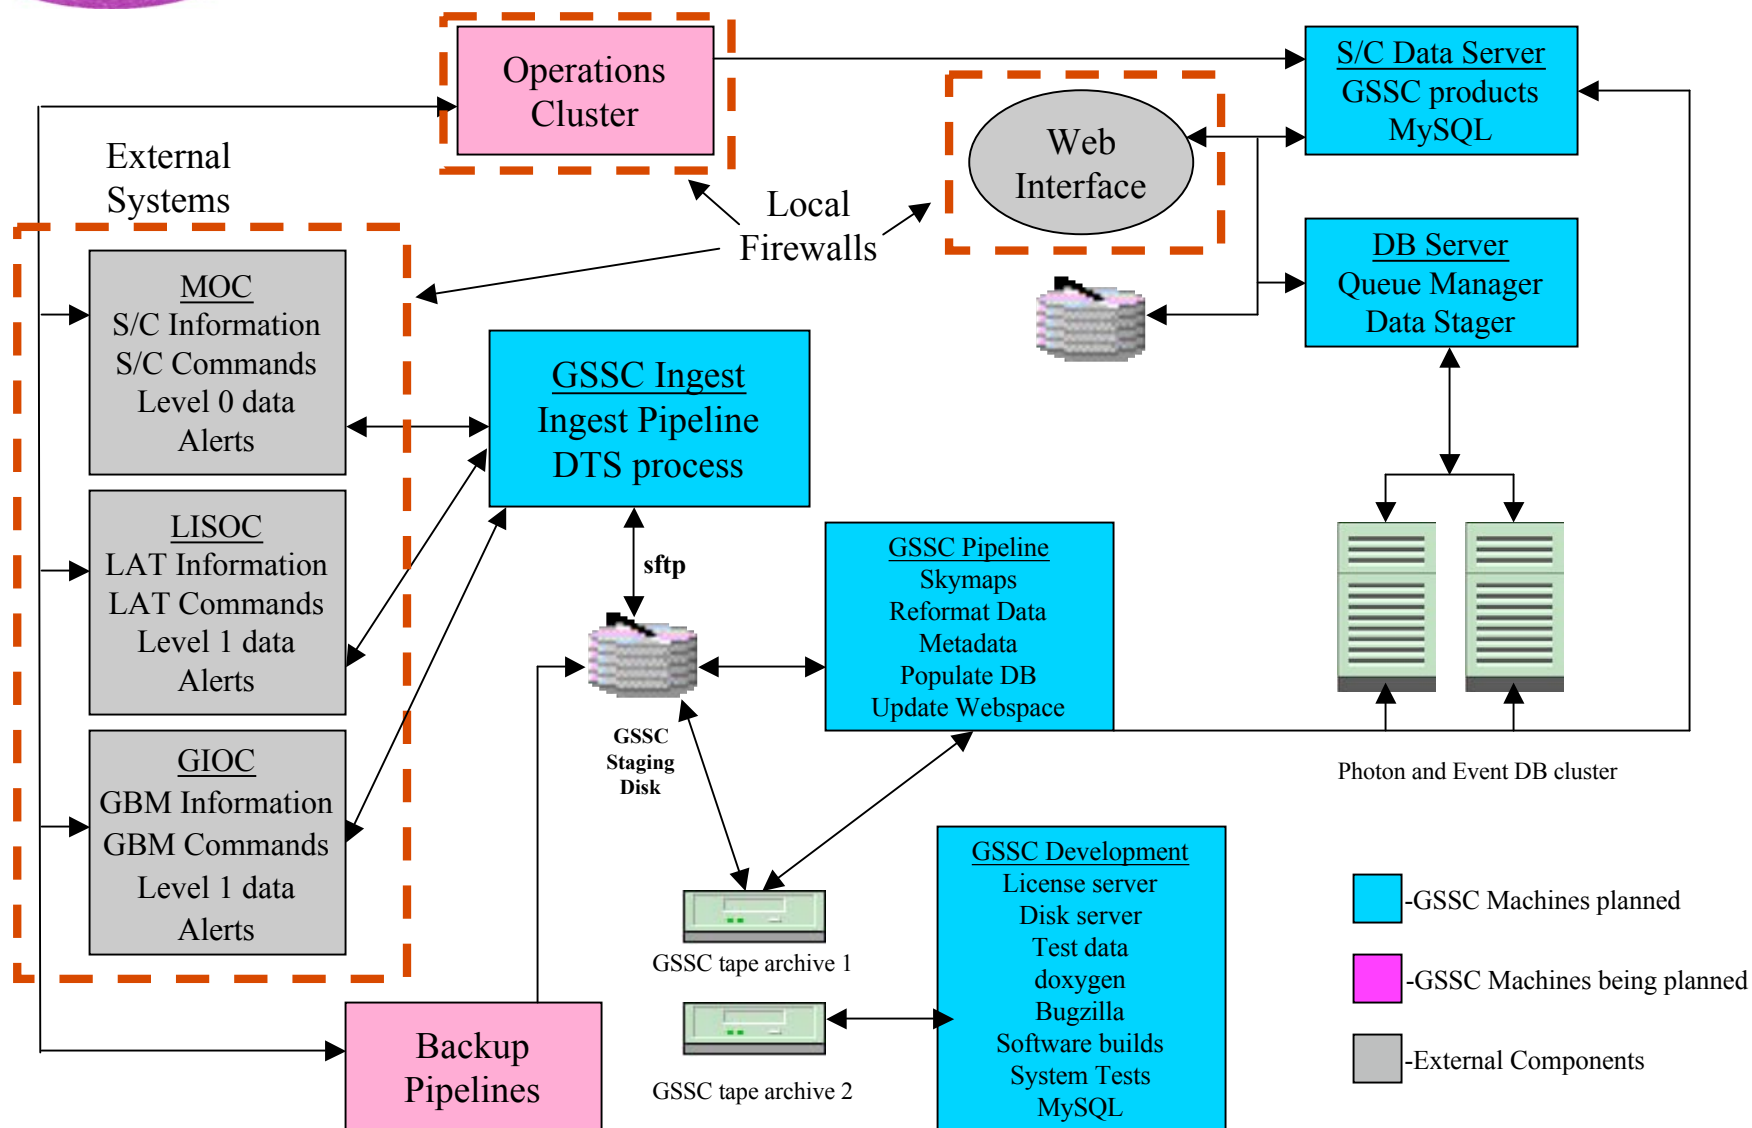 Operations
Cluster
S/C Data Server
GSSC products
MySQL
Web
Interface
External
Systems
Local
Firewalls
DB Server
Queue Manager
Data Stager
MOC
S/C Information
S/C Commands
Level 0 data
Alerts
GSSC Ingest
Ingest Pipeline
DTS process
LISOC
LAT Information
LAT Commands
Level 1 data
Alerts
sftp
GSSC Pipeline
Skymaps
Reformat Data
Metadata
Populate DB
Update Webspace
GSSC
Staging
Disk
Photon and Event DB cluster
GIOC
GBM Information
GBM Commands
Level 1 data
Alerts
GSSC tape archive 1
GSSC Development
License server
Disk server
Test data
doxygen
Bugzilla
Software builds
System Tests
MySQL
-GSSC Machines planned
-GSSC Machines being planned
-External Components
Backup
Pipelines
GSSC tape archive 2